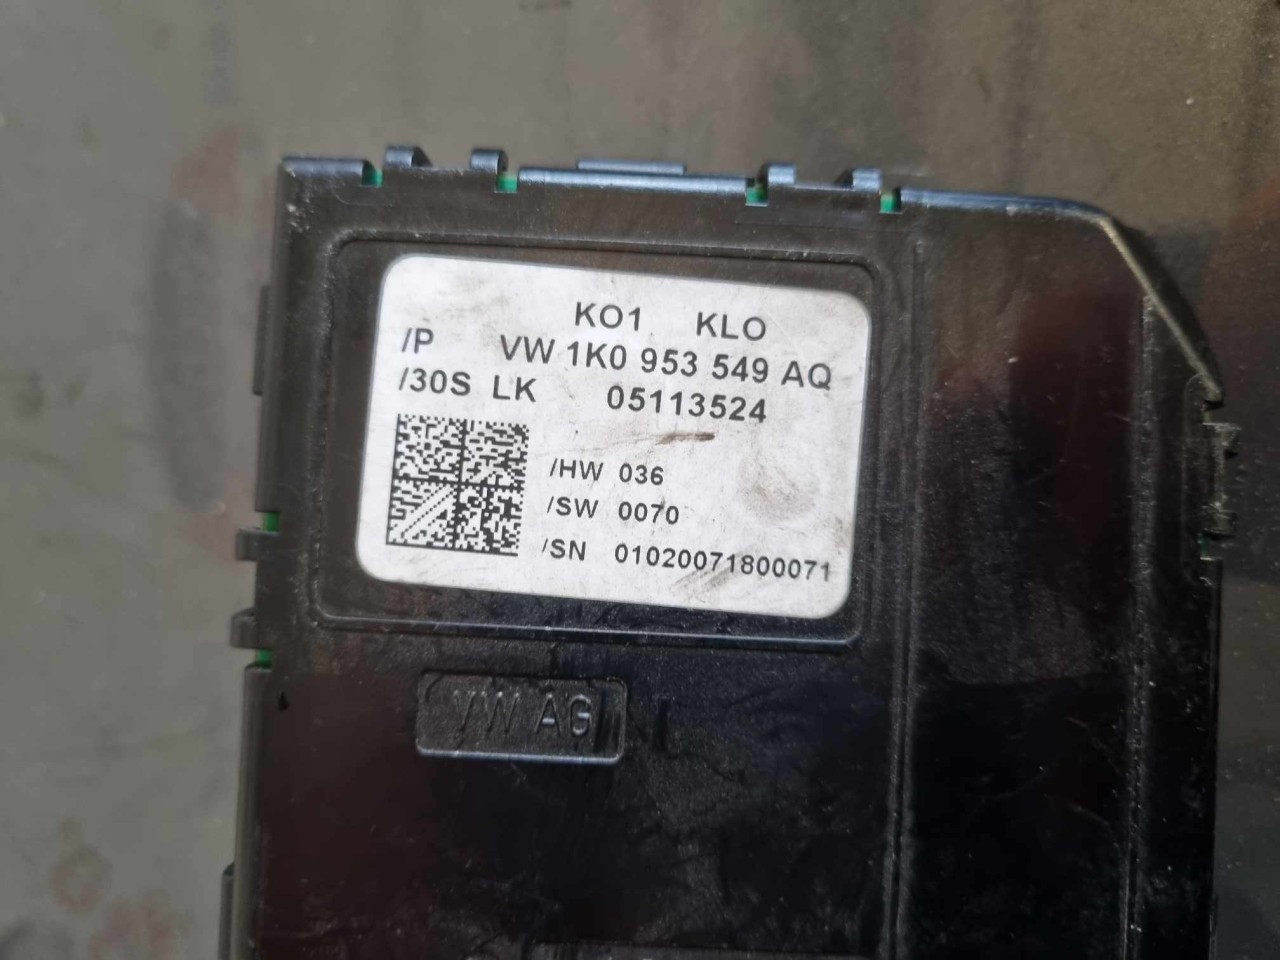 KO1 KLO
/P VW 1K0 953 549 AQ
/30S LK 05113524
/HW 036
/SW 0070
/SN 01020071800071
VW AG